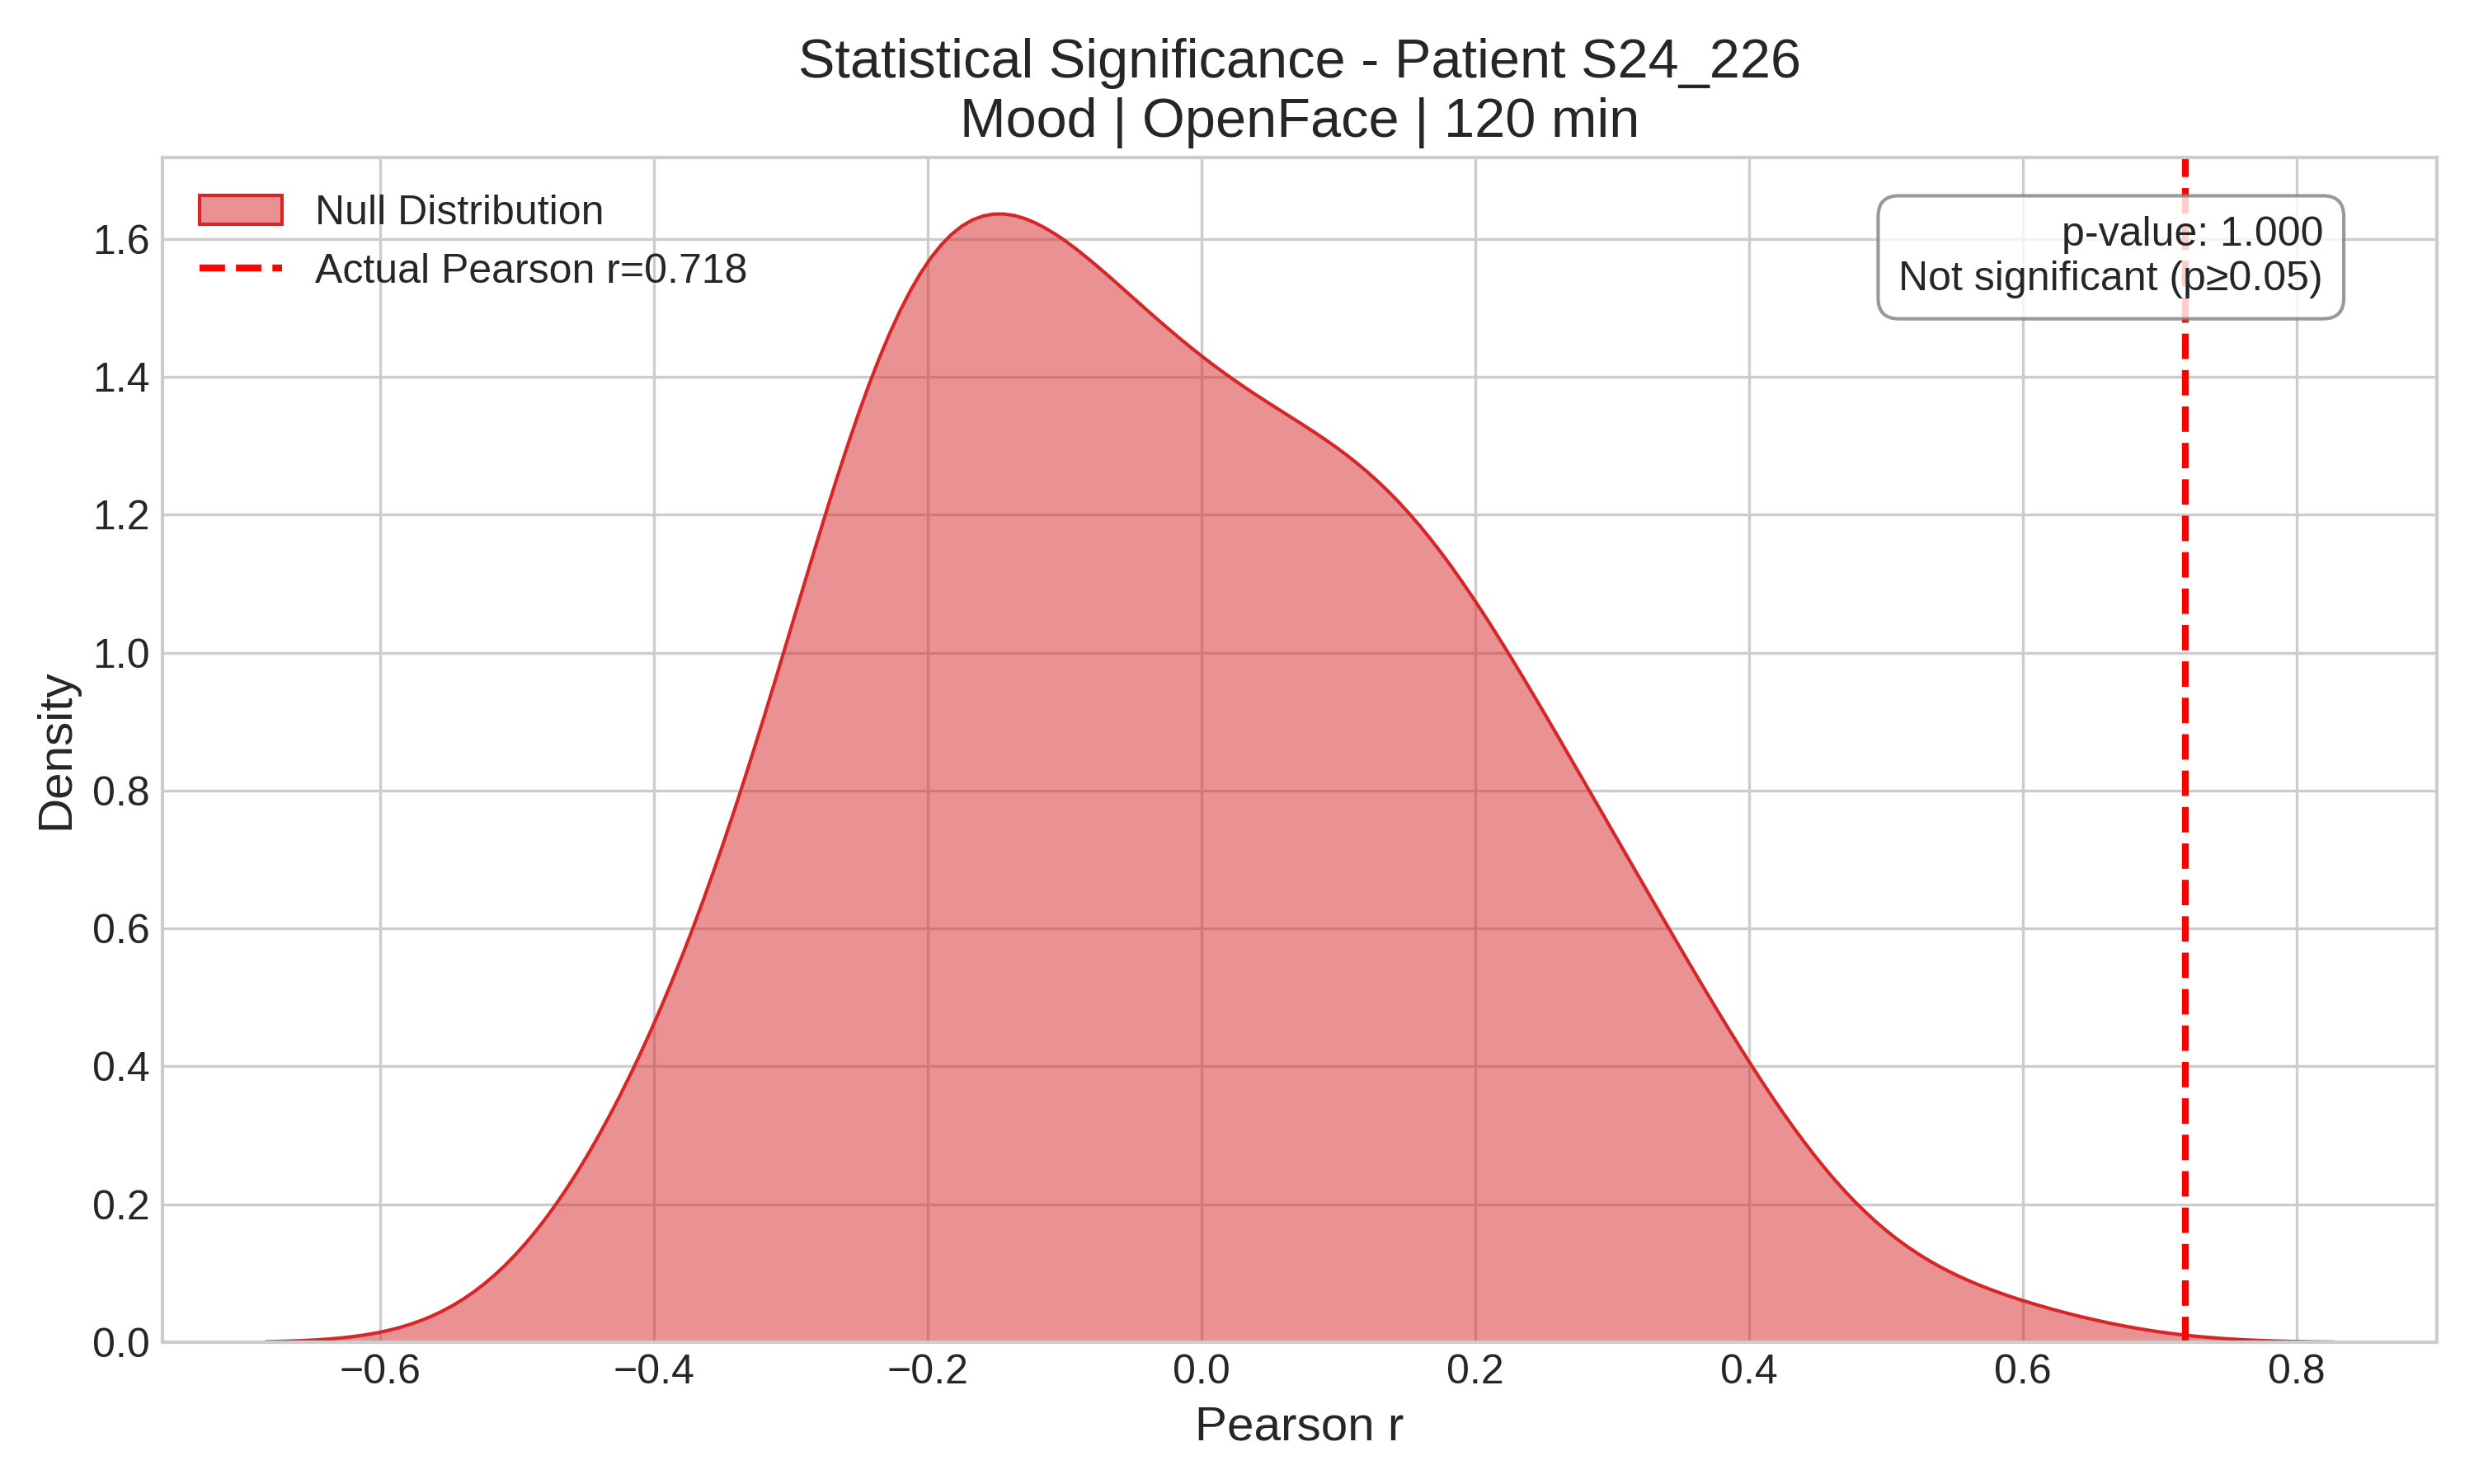 Statistical Significance - Patient S24_226
Mood | OpenFace | 120 min
Null Distribution
Actual Pearson r=0.718
p-value: 1.000
Not significant (p≥0.05)
Density
1.6
1.4
1.2
1.0
0.8
0.6
0.4
0.2
0.0
−0.6
−0.4
−0.2
0.0
0.2
0.4
0.6
0.8
Pearson r